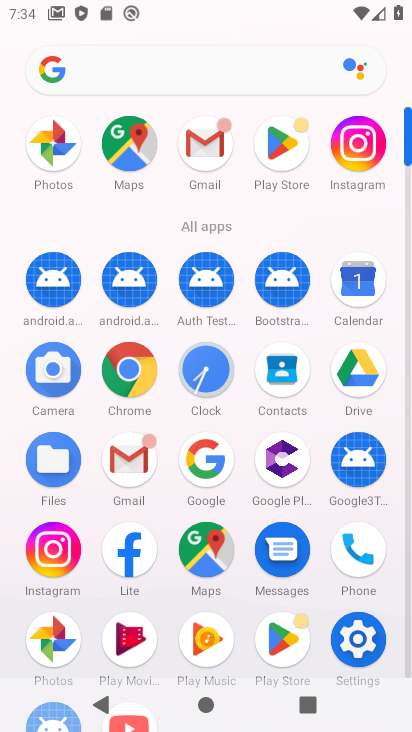 7:34
Photos Maps Gmail Play Store Instagram
All apps
android.a... android.a... Auth Test... Bootstra... Calendar
Camera Chrome Clock Contacts Drive
Files Gmail Google Google Pl... Google3T...
Instagram Lite Maps Messages Phone
Photos Play Movi... Play Music Play Store Settings